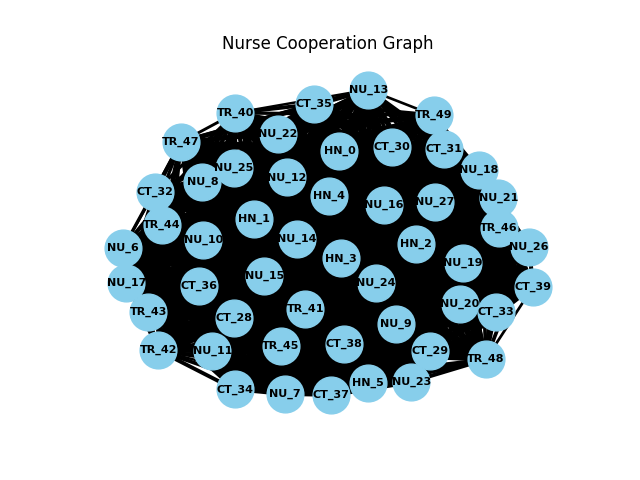 Nurse Cooperation Graph
NU_13
CT_35
TR_40
TR_49
NU_22
TR_47
HN_0
CT_30
CT_31
NU_25
NU_18
NU_12
NU_8
CT_32
HN_4
NU_21
NU_27
NU_16
HN_1
TR_44
TR_46
NU_10
NU_14
HN_2
NU_6
NU_26
HN_3
NU_19
NU_15
NU_17
NU_24
CT_36
CT_39
NU_20
TR_41
TR_43
CT_33
CT_28
NU_9
CT_38
TR_45
TR_42
NU_11
CT_29
TR_48
NU_23
HN_5
CT_34
NU_7
CT_37